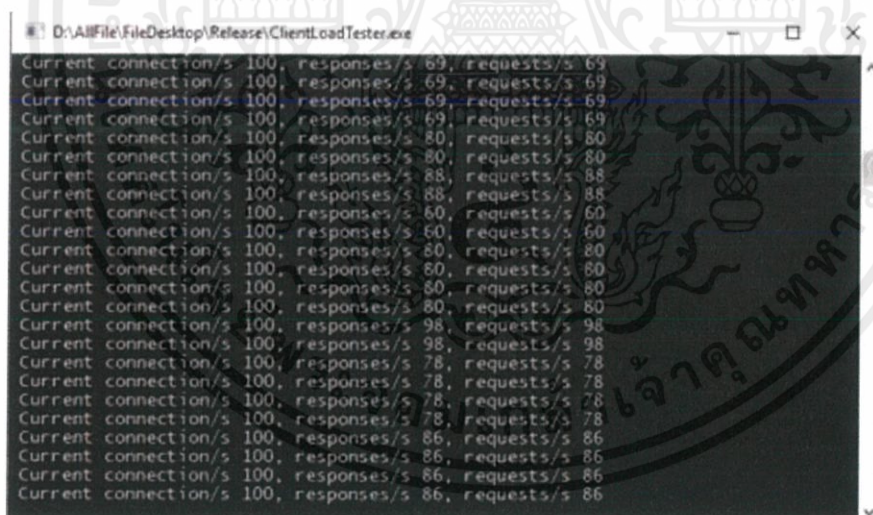 D:\AllFile\FileDesktop\Release\ClientLoadTester.exe
Current connection/s 100, responses/s 69, requests/s 69
Current connection/s 100, responses/s 69, requests/s 69
Current connection/s 100, responses/s 69, requests/s 69
Current connection/s 100, responses/s 69, requests/s 69
Current connection/s 100, responses/s 80, requests/s 80
Current connection/s 100, responses/s 80, requests/s 80
Current connection/s 100, responses/s 88, requests/s 88
Current connection/s 100, responses/s 88, requests/s 88
Current connection/s 100, responses/s 60, requests/s 60
Current connection/s 100, responses/s 60, requests/s 60
Current connection/s 100, responses/s 80, requests/s 80
Current connection/s 100, responses/s 80, requests/s 80
Current connection/s 100, responses/s 80, requests/s 80
Current connection/s 100, responses/s 80, requests/s 80
Current connection/s 100, responses/s 98, requests/s 98
Current connection/s 100, responses/s 98, requests/s 98
Current connection/s 100, responses/s 78, requests/s 78
Current connection/s 100, responses/s 78, requests/s 78
Current connection/s 100, responses/s 78, requests/s 78
Current connection/s 100, responses/s 78, requests/s 78
Current connection/s 100, responses/s 86, requests/s 86
Current connection/s 100, responses/s 86, requests/s 86
Current connection/s 100, responses/s 86, requests/s 86
Current connection/s 100, responses/s 86, requests/s 86